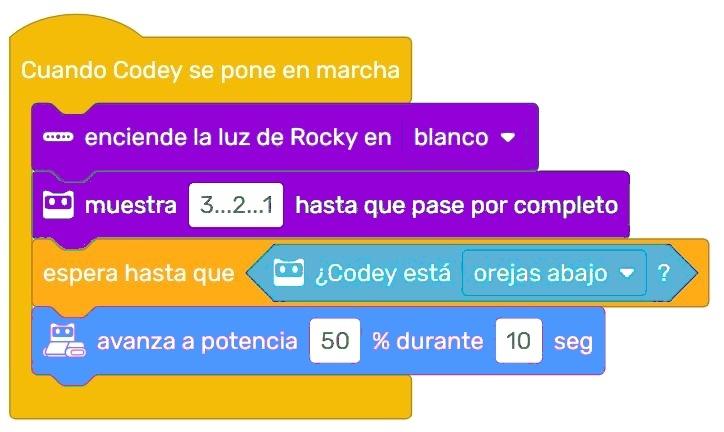 Cuando Codey se pone en marcha
enciende la luz de Rocky en blanco
muestra 3...2...1 hasta que pase por completo
espera hasta que ¿Codey está orejas abajo ?
avanza a potencia 50 % durante 10 seg